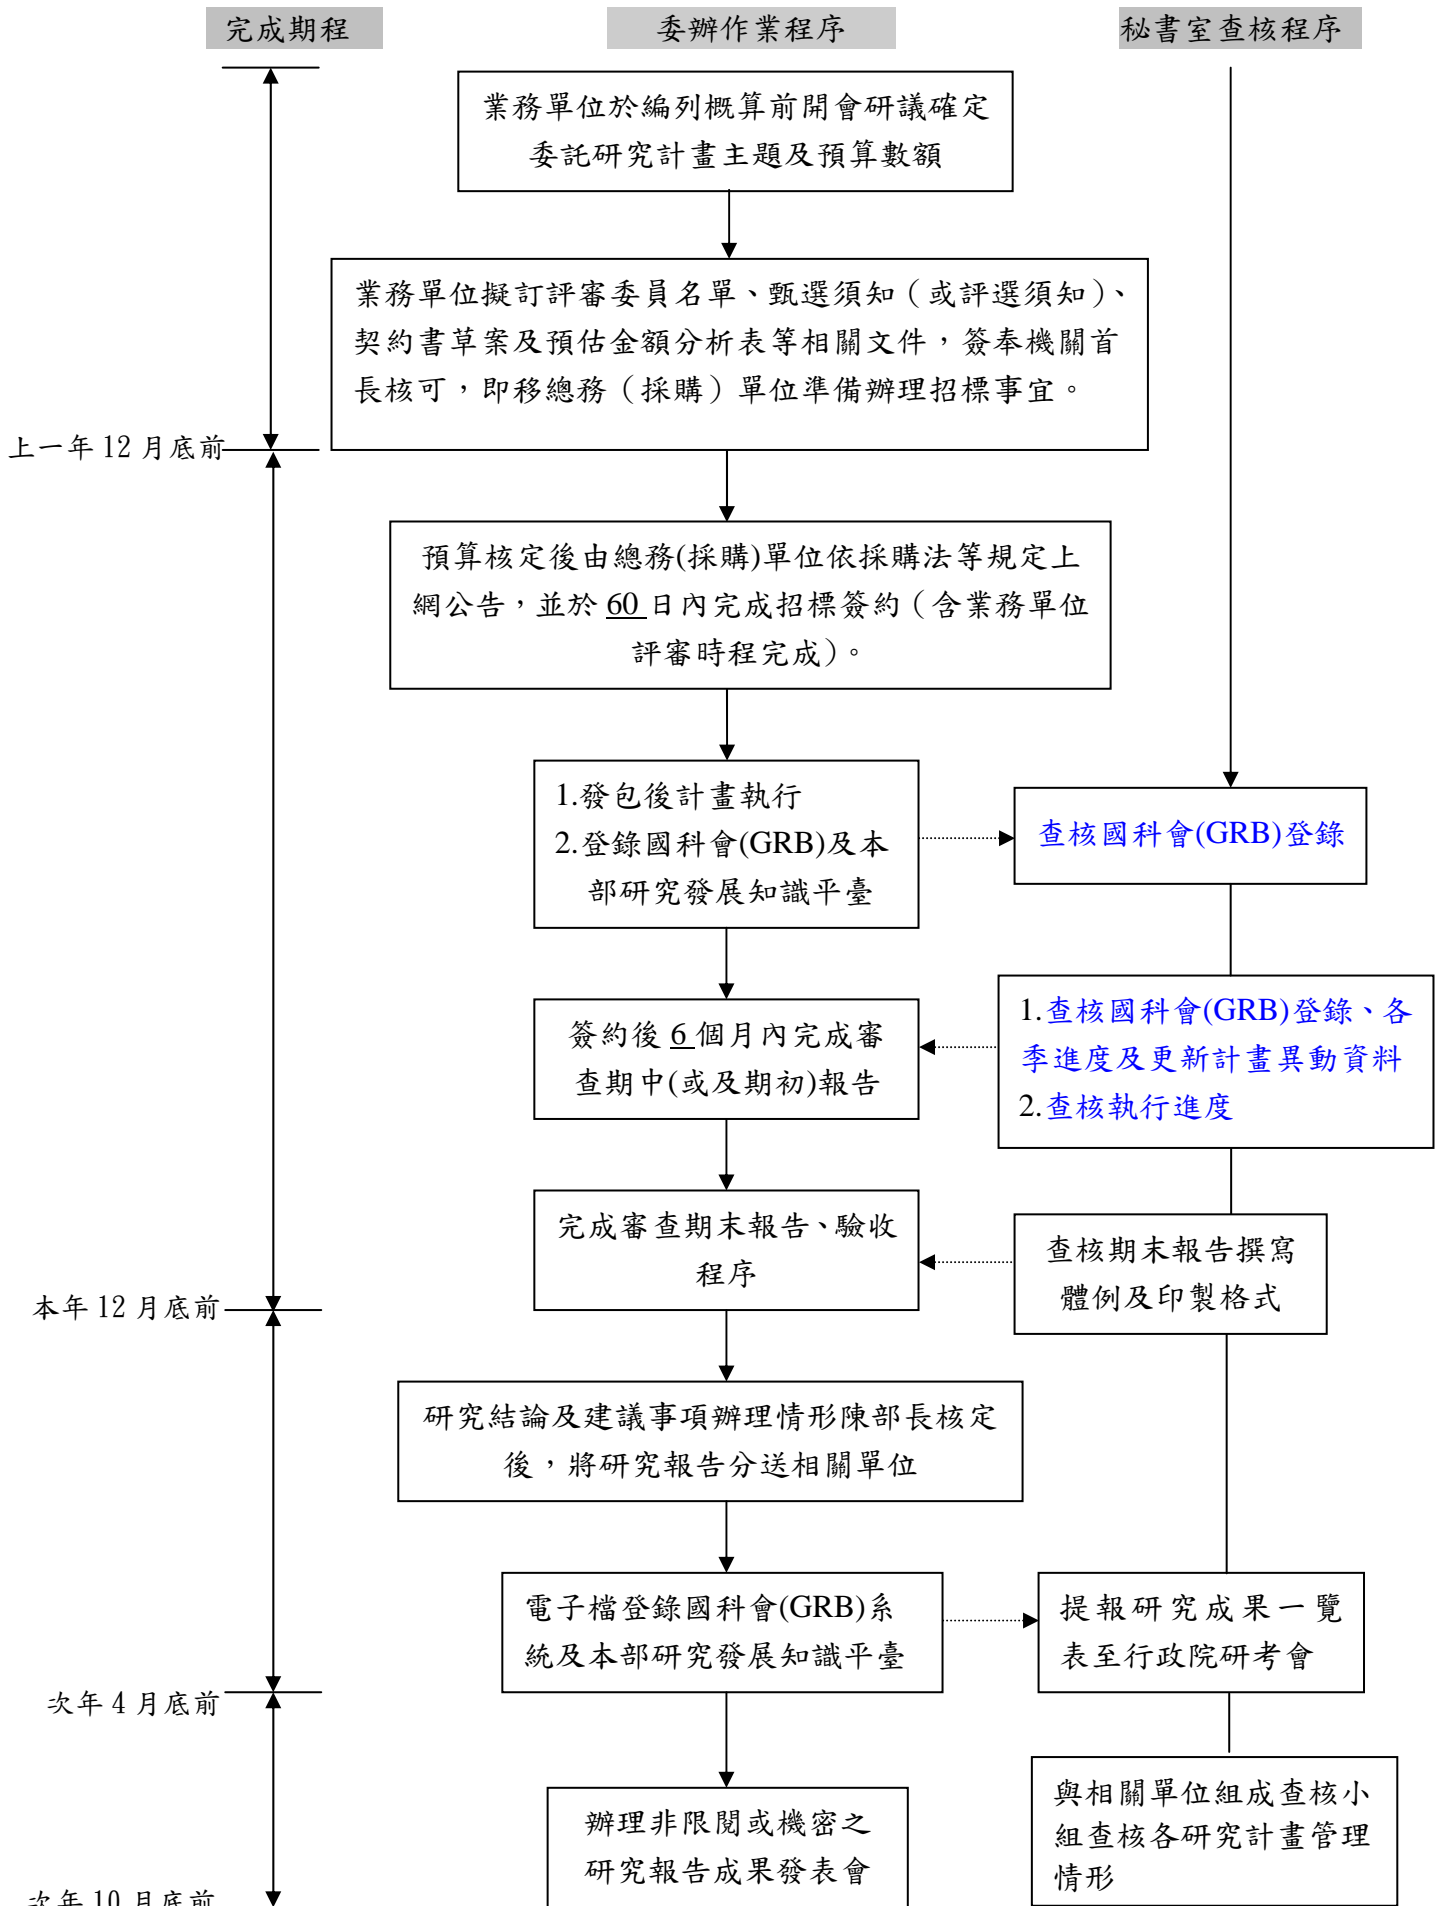 完成期程
委辦作業程序
秘書室查核程序
業務單位於編列概算前開會研議確定
委託研究計畫主題及預算數額
業務單位擬訂評審委員名單、甄選須知（或評選須知）、
契約書草案及預估金額分析表等相關文件，簽奉機關首
長核可，即移總務（採購）單位準備辦理招標事宜。
上一年 12 月底前
預算核定後由總務(採購)單位依採購法等規定上
網公告，並於 60 日內完成招標簽約（含業務單位
評審時程完成）。
1.發包後計畫執行
2.登錄國科會(GRB)及本
部研究發展知識平臺
查核國科會(GRB)登錄
簽約後 6 個月內完成審
查期中(或及期初)報告
1.查核國科會(GRB)登錄、各
季進度及更新計畫異動資料
2.查核執行進度
完成審查期末報告、驗收
程序
查核期末報告撰寫
體例及印製格式
本年 12 月底前
研究結論及建議事項辦理情形陳部長核定
後，將研究報告分送相關單位
電子檔登錄國科會(GRB)系
統及本部研究發展知識平臺
提報研究成果一覽
表至行政院研考會
次年 4 月底前
辦理非限閱或機密之
研究報告成果發表會
與相關單位組成查核小
組查核各研究計畫管理
情形
次年 10 月底前